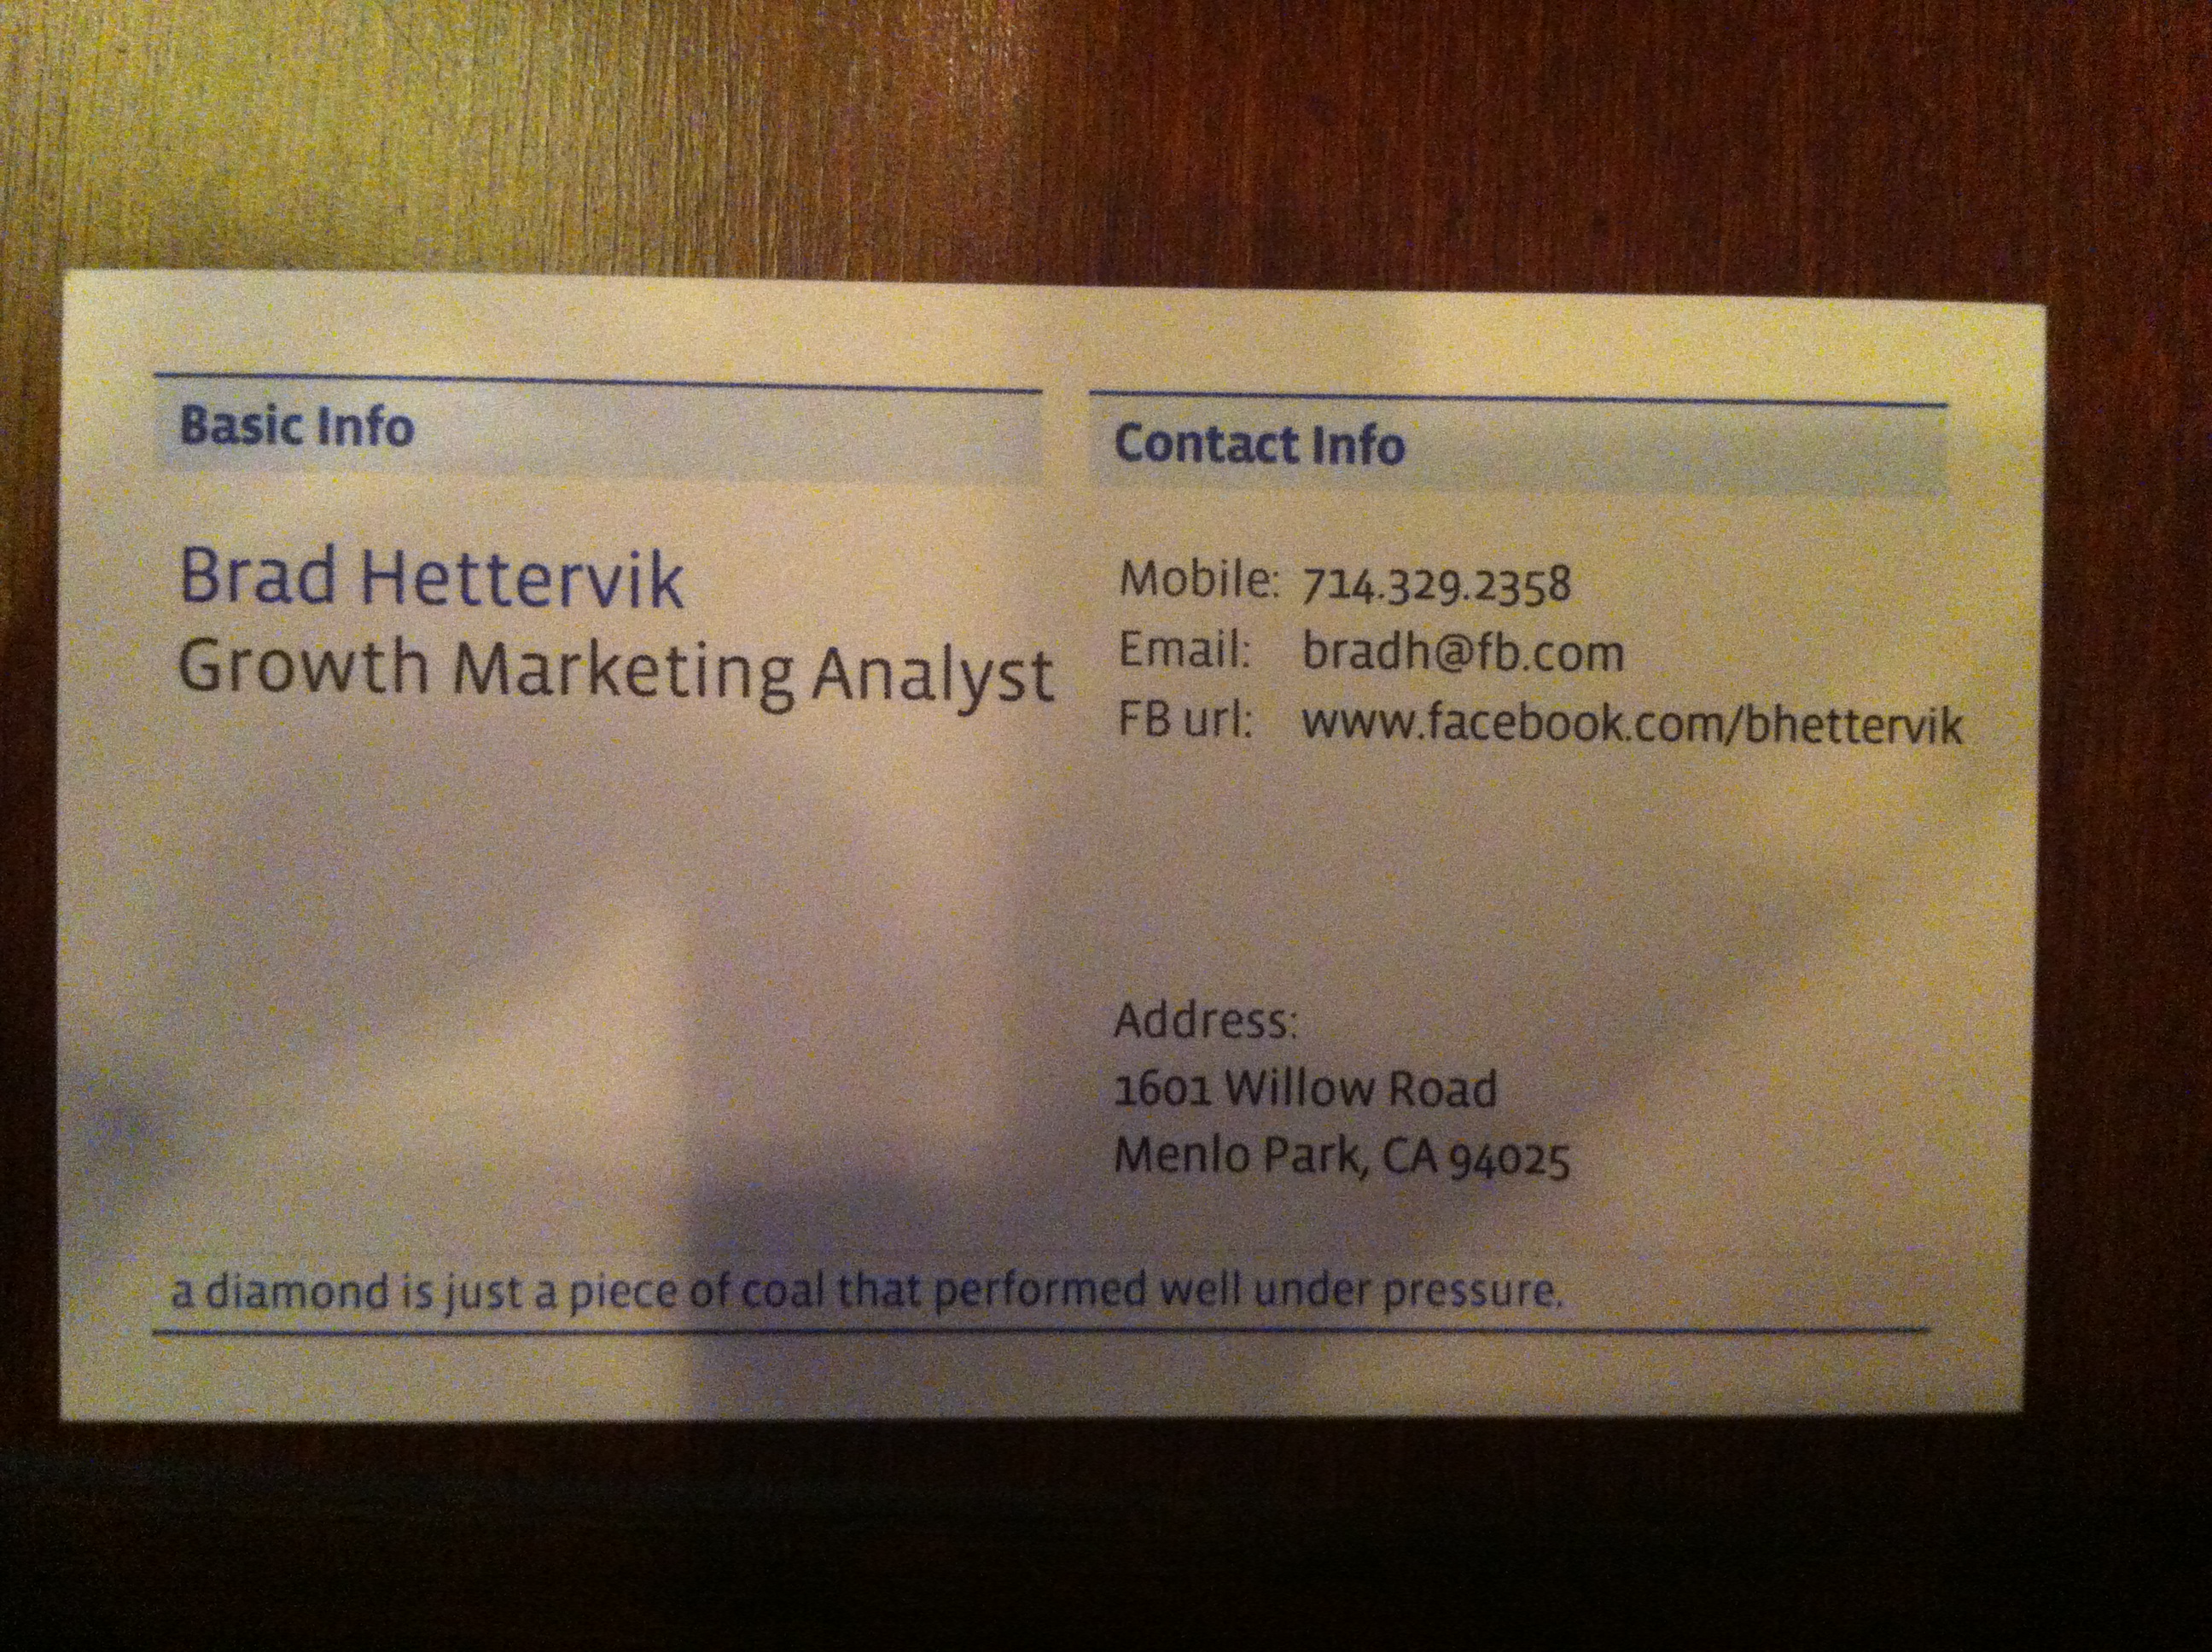 Basic Info
Brad Hettervik
Growth Marketing Analyst
Contact Info
Mobile: 714.329.2358
Email: bradh@fb.com
FB url: www.facebook.com/bhettervik
Address:
1601 Willow Road
Menlo Park, CA 94025
a diamond is just a piece of coal that performed well under pressure.